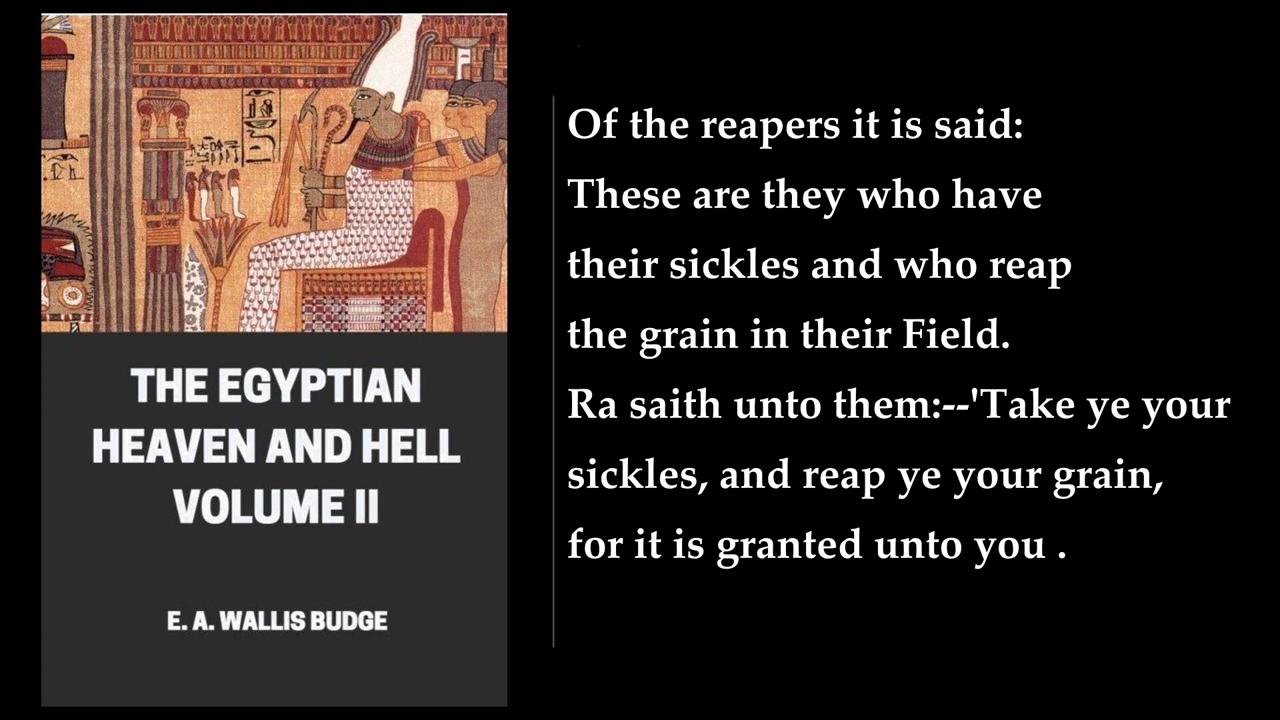 THE EGYPTIAN
HEAVEN AND HELL
VOLUME II
E. A. WALLIS BUDGE
Of the reapers it is said:
These are they who have
their sickles and who reap
the grain in their Field.
Ra saith unto them:--'Take ye your
sickles, and reap ye your grain,
for it is granted unto you .